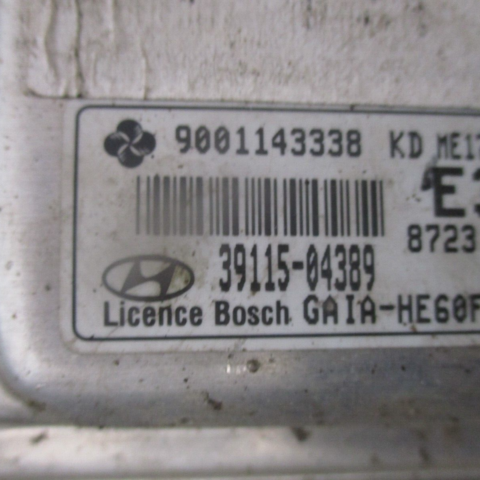 9001143338 KD ME17
E3
8723
39115-04389
Licence Bosch GAIA-HE60F